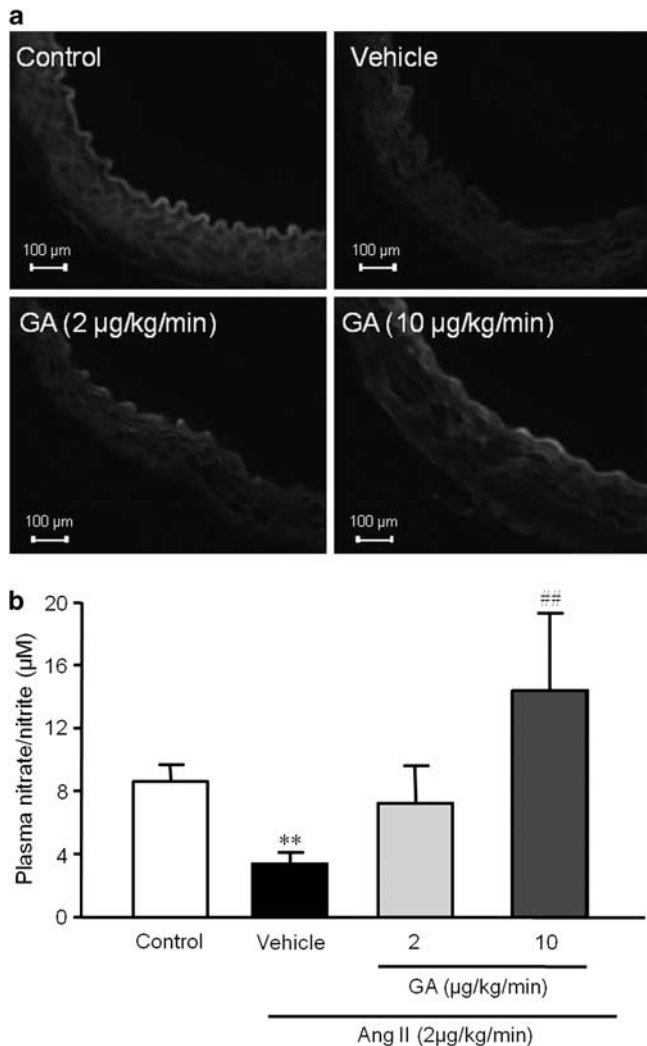 a
Control
Vehicle
100 µm
100 µm
GA (2 µg/kg/min)
GA (10 µg/kg/min)
100 µm
100 µm
b
Plasma nitrate/nitrite (µM)
20
16
12
8
4
0
**
##
Control
Vehicle
2
10
GA (µg/kg/min)
Ang II (2µg/kg/min)